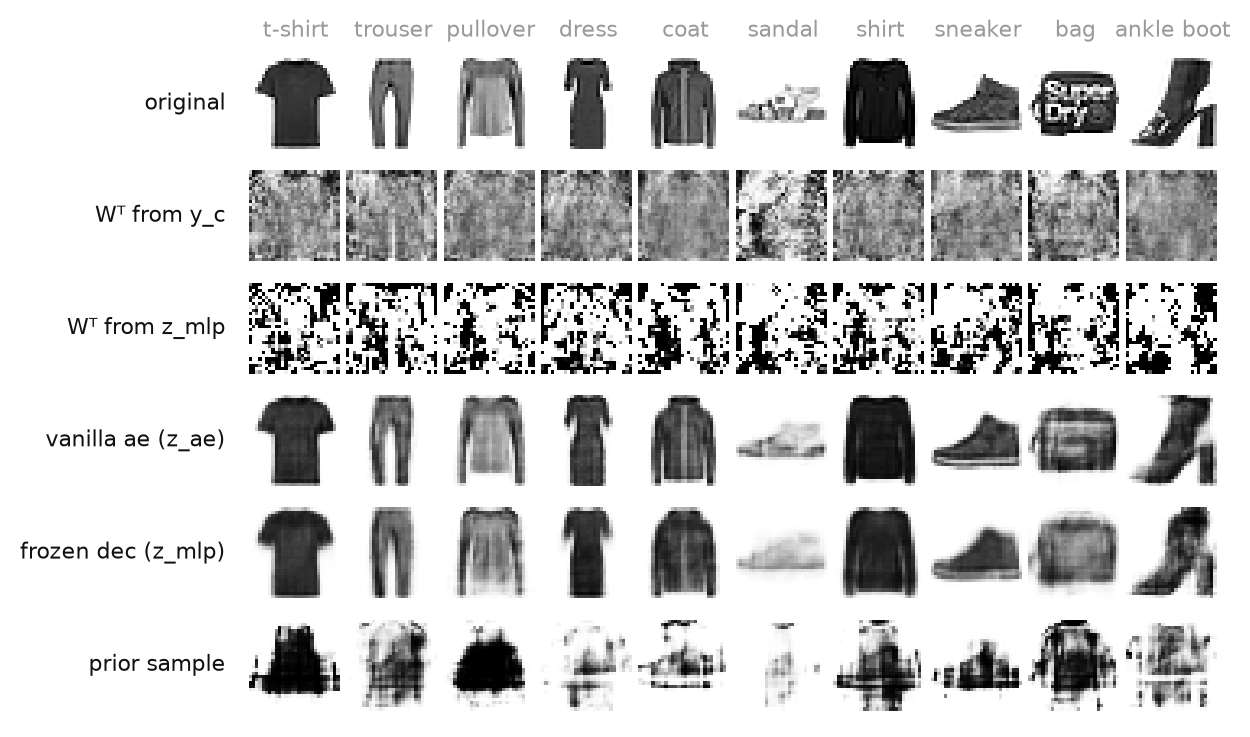 t-shirt trouser pullover dress coat sandal shirt sneaker bag ankle boot
original
Super
Dry
Wᵀ from y_c
Wᵀ from z_mlp
vanilla ae (z_ae)
frozen dec (z_mlp)
prior sample